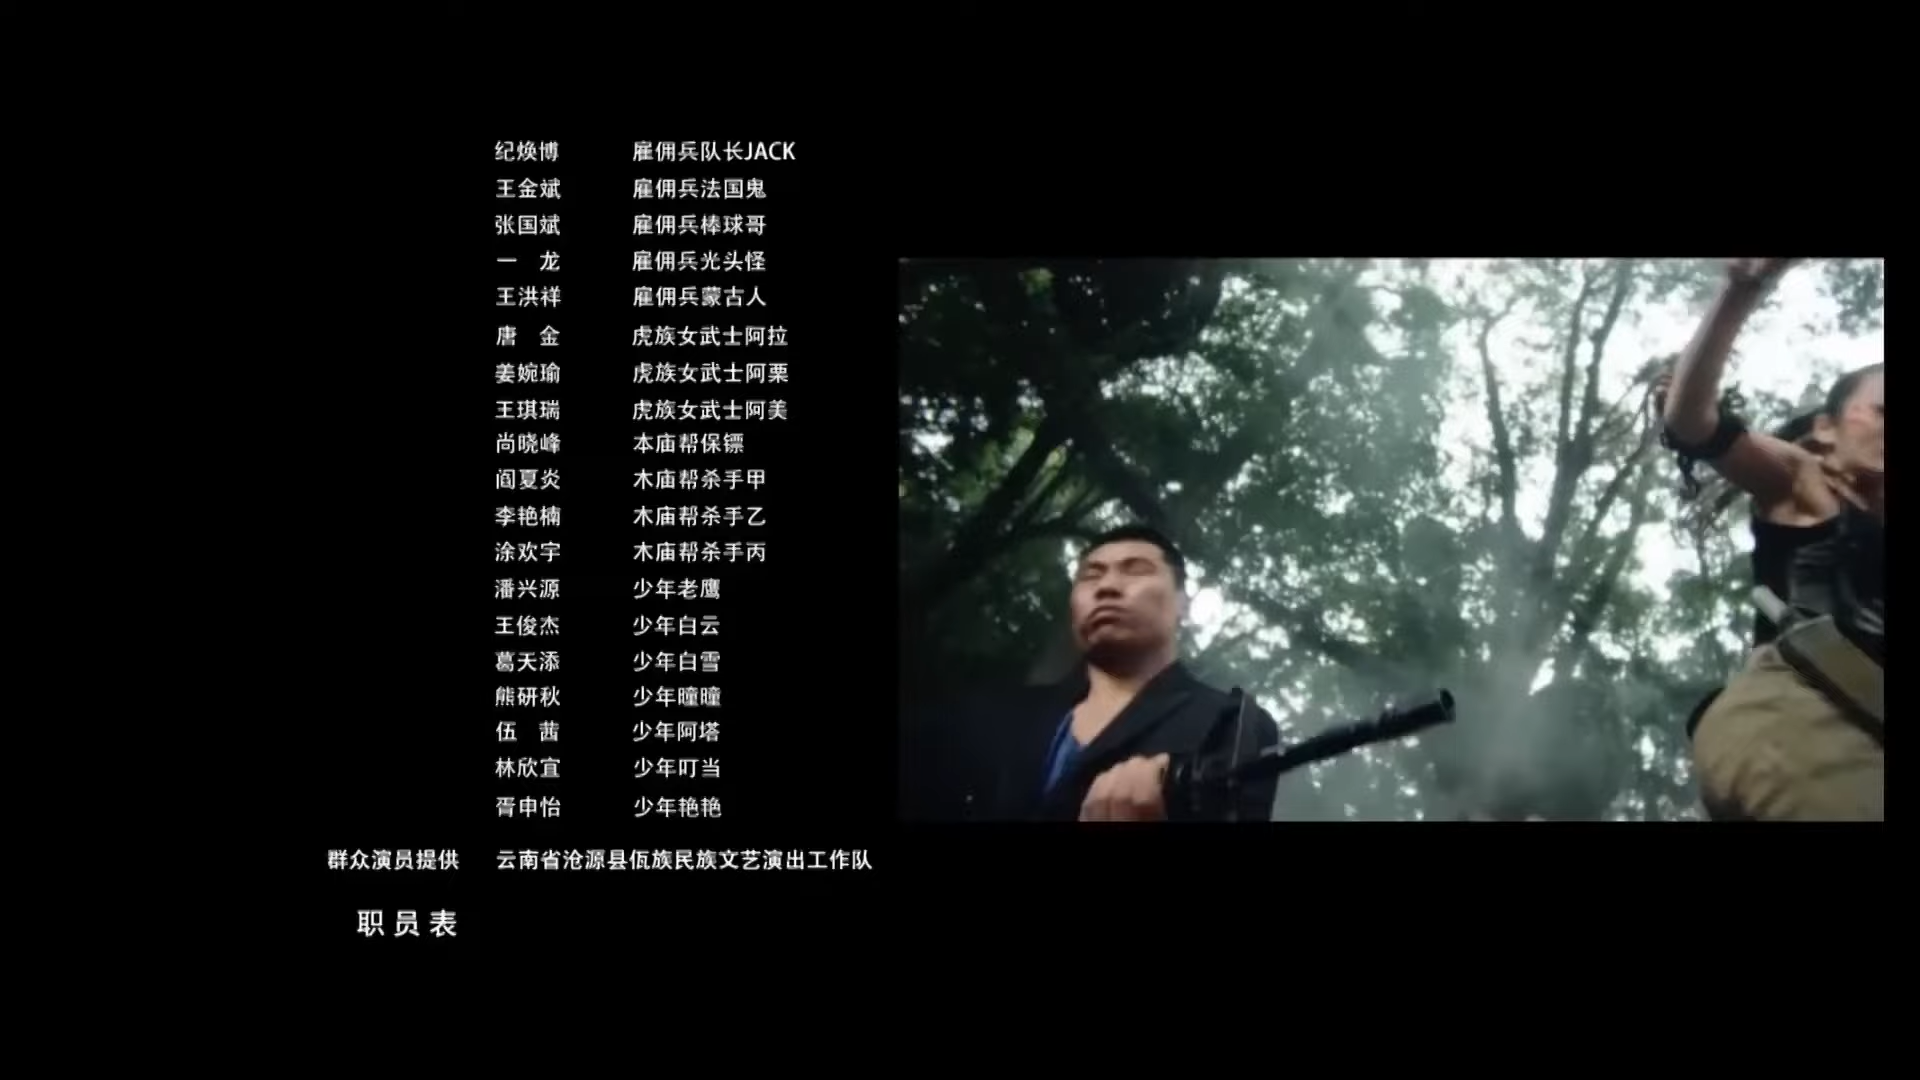 纪焕博 雇佣兵队长JACK
王金斌 雇佣兵法国鬼
张国斌 雇佣兵棒球哥
一 龙 雇佣兵光头怪
王洪祥 雇佣兵蒙古人
唐 金 虎族女武士阿拉
姜婉瑜 虎族女武士阿栗
王琪瑞 虎族女武士阿美
尚晓峰 本庙帮保镖
阎夏炎 木庙帮杀手甲
李艳楠 木庙帮杀手乙
涂欢宇 木庙帮杀手丙
潘兴源 少年老鹰
王俊杰 少年白云
葛天添 少年白雪
熊研秋 少年瞳瞳
伍 茜 少年阿塔
林欣宜 少年叮当
胥申怡 少年艳艳
群众演员提供 云南省沧源县佤族民族文艺演出工作队
职员表